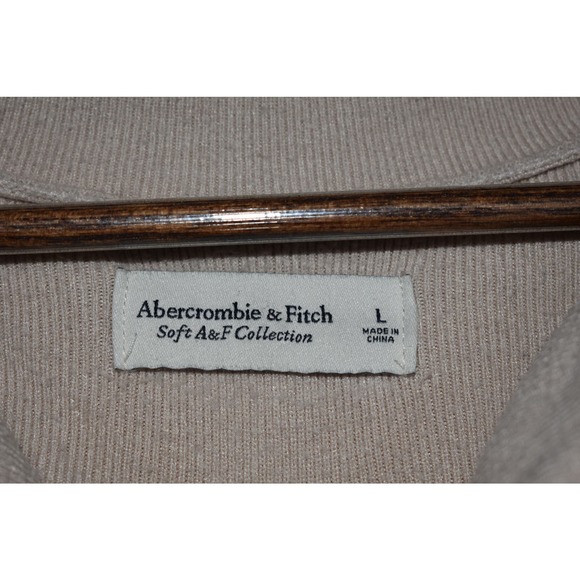 Abercrombie & Fitch
Soft A&F Collection
L
MADE IN
CHINA